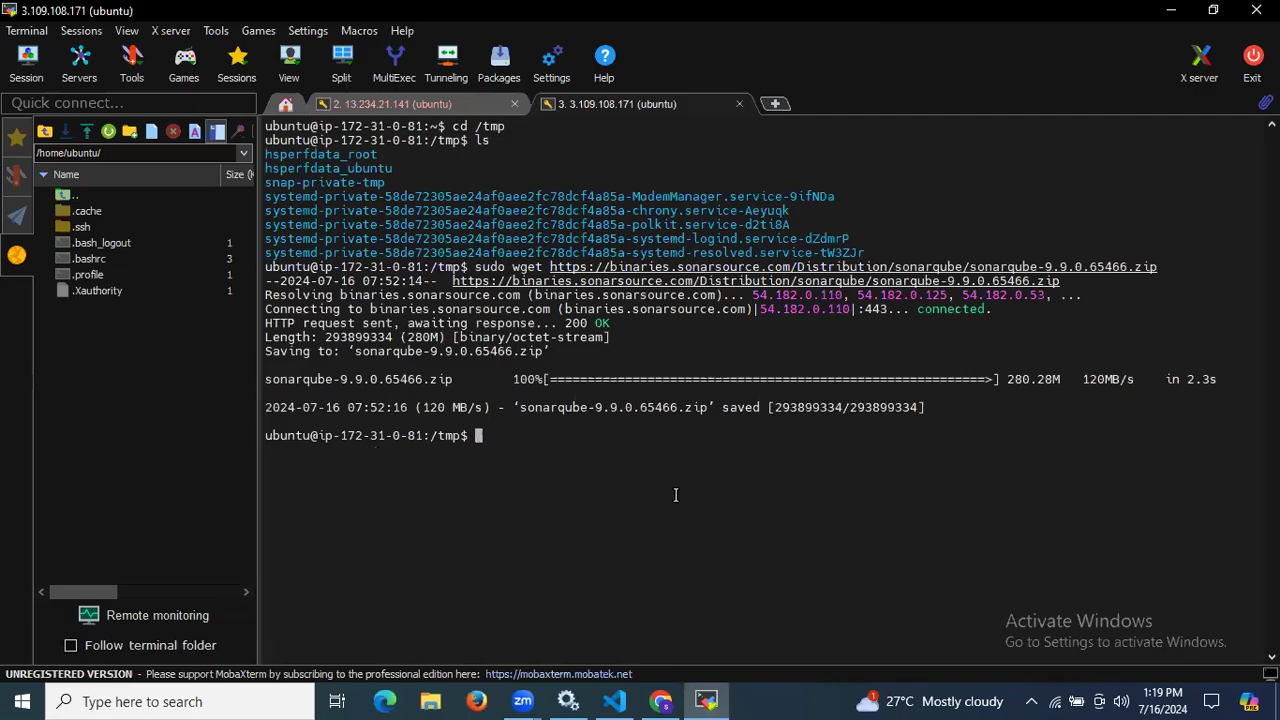 3.109.108.171 (ubuntu)
Terminal Sessions View X server Tools Games Settings Macros Help
Session Servers Tools Games Sessions View Split MultiExec Tunneling Packages Settings Help X server Exit
Quick connect...
2. 13.234.21.141 (ubuntu)
3. 3.109.108.171 (ubuntu)
/home/ubuntu/
Name Size (K
..
.cache
.ssh
.bash_logout 1
.bashrc 3
.profile 1
.Xauthority 1
Remote monitoring
Follow terminal folder
ubuntu@ip-172-31-0-81:~$ cd /tmp
ubuntu@ip-172-31-0-81:/tmp$ ls
hsperfdata_root
hsperfdata_ubuntu
snap-private-tmp
systemd-private-58de72305ae24af0aee2fc78dcf4a85a-ModemManager.service-9ifNDa
systemd-private-58de72305ae24af0aee2fc78dcf4a85a-chrony.service-Aeyuqk
systemd-private-58de72305ae24af0aee2fc78dcf4a85a-polkit.service-d2ti8A
systemd-private-58de72305ae24af0aee2fc78dcf4a85a-systemd-logind.service-dZdmrP
systemd-private-58de72305ae24af0aee2fc78dcf4a85a-systemd-resolved.service-tW3ZJr
ubuntu@ip-172-31-0-81:/tmp$ sudo wget https://binaries.sonarsource.com/Distribution/sonarqube/sonarqube-9.9.0.65466.zip
--2024-07-16 07:52:14-- https://binaries.sonarsource.com/Distribution/sonarqube/sonarqube-9.9.0.65466.zip
Resolving binaries.sonarsource.com (binaries.sonarsource.com)... 54.182.0.110, 54.182.0.125, 54.182.0.53, ...
Connecting to binaries.sonarsource.com (binaries.sonarsource.com)|54.182.0.110|:443... connected.
HTTP request sent, awaiting response... 200 OK
Length: 293899334 (280M) [binary/octet-stream]
Saving to: ‘sonarqube-9.9.0.65466.zip’
sonarqube-9.9.0.65466.zip 100%[==========================================================>] 280.28M 120MB/s in 2.3s
2024-07-16 07:52:16 (120 MB/s) - ‘sonarqube-9.9.0.65466.zip’ saved [293899334/293899334]
ubuntu@ip-172-31-0-81:/tmp$
Activate Windows
Go to Settings to activate Windows.
UNREGISTERED VERSION - Please support MobaXterm by subscribing to the professional edition here: https://mobaxterm.mobatek.net
Type here to search
zm
27°C Mostly cloudy
1:19 PM
7/16/2024
PRE